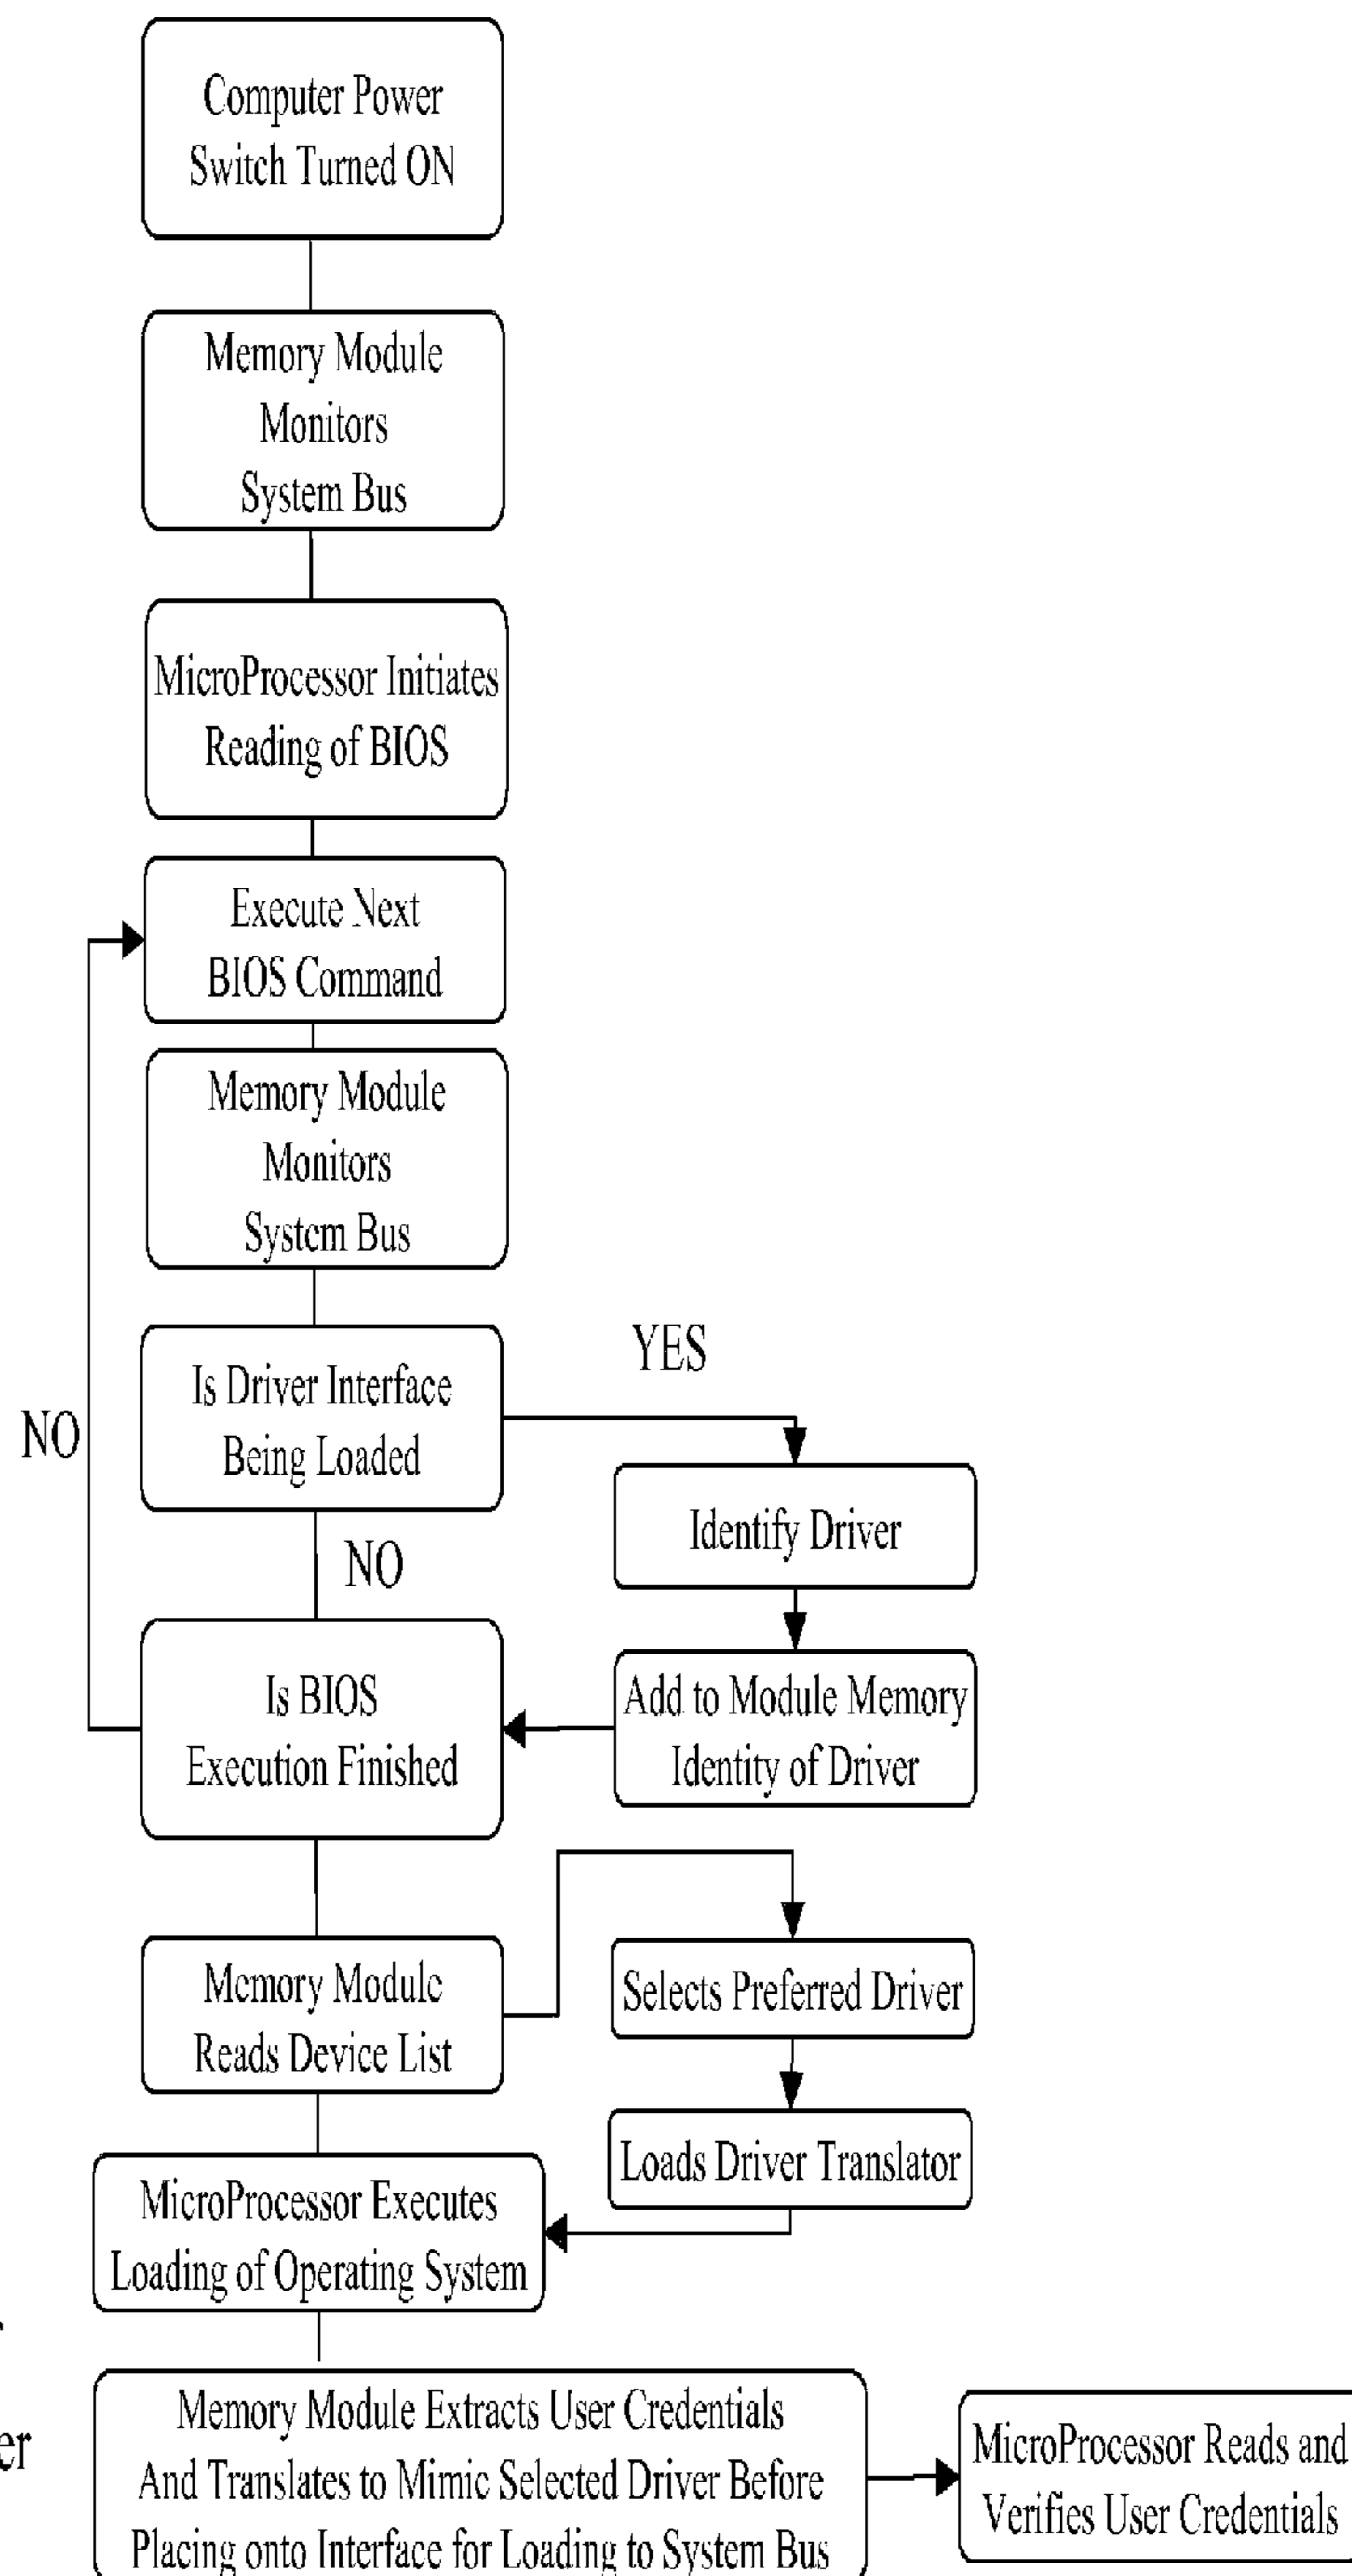 Computer Power
Switch Turned ON
Memory Module
Monitors
System Bus
MicroProcessor Initiates
Reading of BIOS
Execute Next
BIOS Command
Memory Module
Monitors
System Bus
Is Driver Interface
Being Loaded
YES
NO
Identify Driver
NO
Is BIOS
Execution Finished
Add to Module Memory
Identity of Driver
Memory Module
Reads Device List
Selects Preferred Driver
Loads Driver Translator
MicroProcessor Executes
Loading of Operating System
Memory Module Extracts User Credentials
And Translates to Mimic Selected Driver Before
Placing onto Interface for Loading to System Bus
MicroProcessor Reads and
Verifies User Credentials